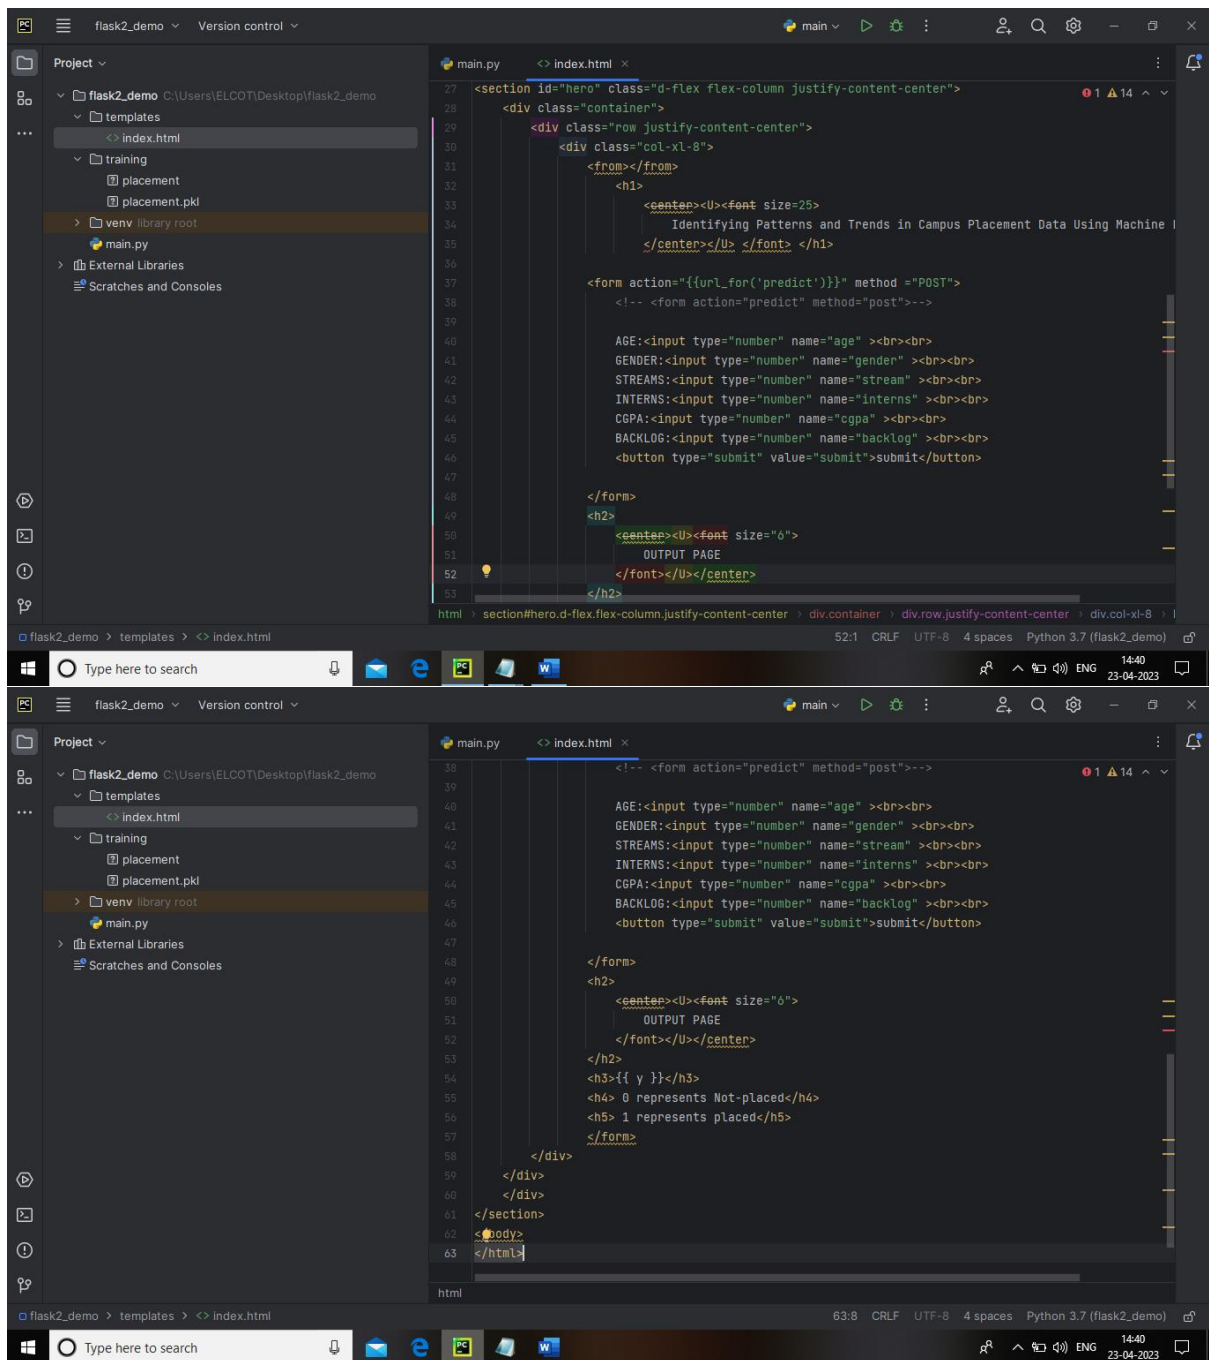 PC flask2_demo Version control main
Project main.py <> index.html
27 <section id="hero" class="d-flex flex-column justify-content-center"> 1 14
flask2_demo C:\Users\ELCOT\Desktop\flask2_demo
28 <div class="container">
templates
29 <div class="row justify-content-center">
<> index.html
30 <div class="col-xl-8">
training
31 <from></from>
placement
32 <h1>
placement.pkl
33 <center><U><font size=25>
venv library root
34 Identifying Patterns and Trends in Campus Placement Data Using Machine
main.py
35 </center></U> </font> </h1>
External Libraries
36
Scratches and Consoles
37 <form action="{{url_for('predict')}}" method ="POST">
38 <!-- <form action="predict" method="post">-->
39
40 AGE:<input type="number" name="age" ><br><br>
41 GENDER:<input type="number" name="gender" ><br><br>
42 STREAMS:<input type="number" name="stream" ><br><br>
43 INTERNS:<input type="number" name="interns" ><br><br>
44 CGPA:<input type="number" name="cgpa" ><br><br>
45 BACKLOG:<input type="number" name="backlog" ><br><br>
46 <button type="submit" value="submit">submit</button>
47
48 </form>
49 <h2>
50 <center><U><font size="6">
51 OUTPUT PAGE
52 </font></U></center>
53 </h2>
html > section#hero.d-flex.flex-column.justify-content-center > div.container > div.row.justify-content-center > div.col-xl-8 >
flask2_demo > templates > <> index.html 52:1 CRLF UTF-8 4 spaces Python 3.7 (flask2_demo)
Type here to search PC W ENG 14:40
23-04-2023
PC flask2_demo Version control main
Project main.py <> index.html
38 <!-- <form action="predict" method="post">--> 1 14
flask2_demo C:\Users\ELCOT\Desktop\flask2_demo
39
templates
40 AGE:<input type="number" name="age" ><br><br>
<> index.html
41 GENDER:<input type="number" name="gender" ><br><br>
training
42 STREAMS:<input type="number" name="stream" ><br><br>
placement
43 INTERNS:<input type="number" name="interns" ><br><br>
placement.pkl
44 CGPA:<input type="number" name="cgpa" ><br><br>
venv library root
45 BACKLOG:<input type="number" name="backlog" ><br><br>
main.py
46 <button type="submit" value="submit">submit</button>
External Libraries
47
Scratches and Consoles
48 </form>
49 <h2>
50 <center><U><font size="6">
51 OUTPUT PAGE
52 </font></U></center>
53 </h2>
54 <h3>{{ y }}</h3>
55 <h4> 0 represents Not-placed</h4>
56 <h5> 1 represents placed</h5>
57 </form>
58 </div>
59 </div>
60 </div>
61 </section>
62 body>
63 </html>
html
flask2_demo > templates > <> index.html 63:8 CRLF UTF-8 4 spaces Python 3.7 (flask2_demo)
Type here to search PC W ENG 14:40
23-04-2023